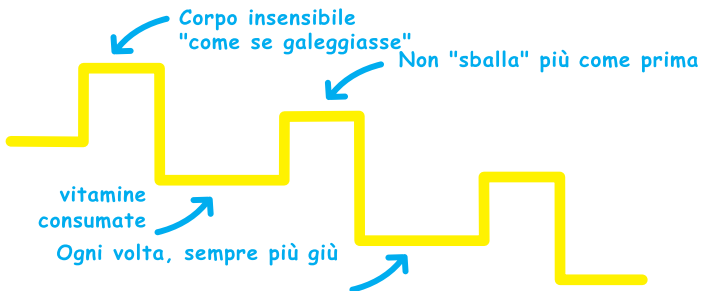 Corpo insensibile
"come se galeggiasse"
Non "sballa" più come prima
vitamine
consumate
Ogni volta, sempre più giù